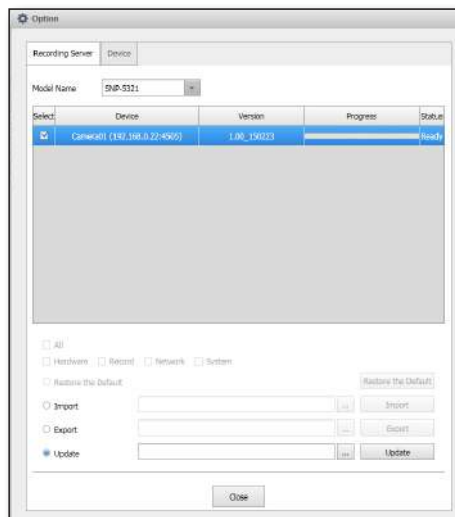 Option
Recording Server Device
Model Name SNP-5321
Select Device Version Progress Status
Camera01 (192.168.0.22:4505) 1.00_150223 Ready
All
Hardware Record Network System
Restore the Default Restore the Default
Import ... Import
Export ... Export
Update ... Update
Close